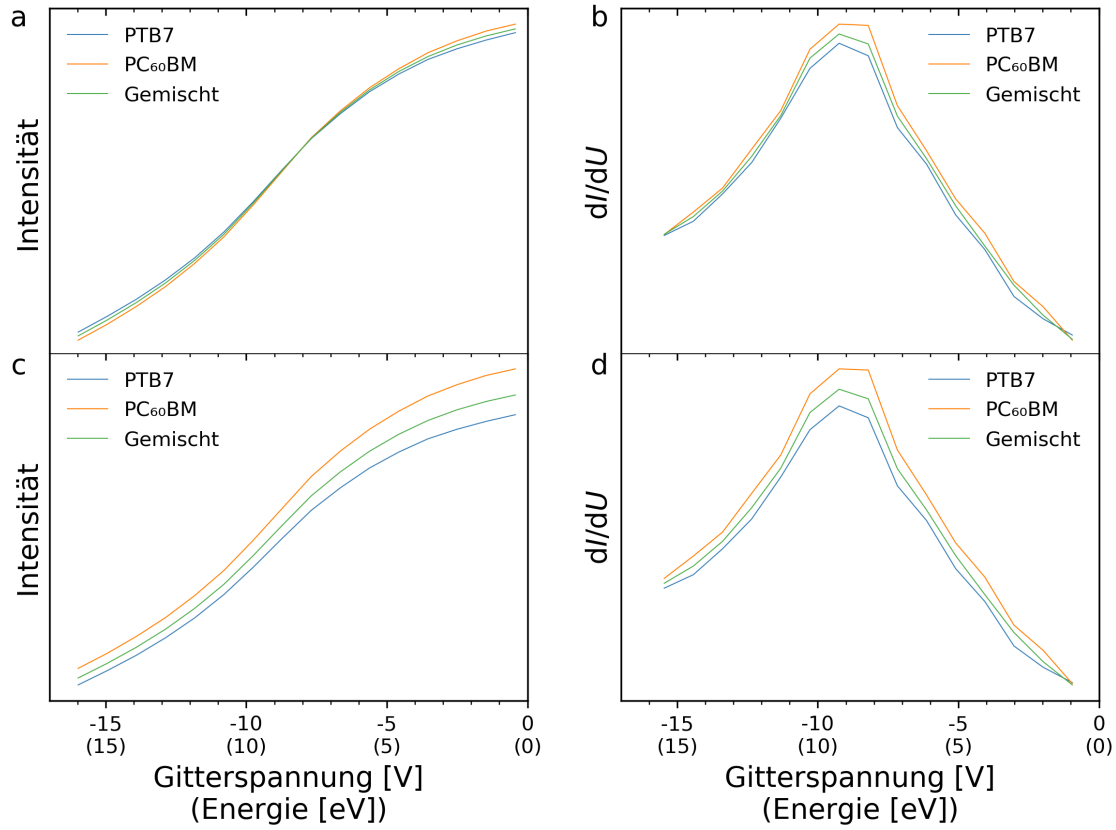 a
PTB7
PC₆₀BM
Gemischt
Intensität
b
PTB7
PC₆₀BM
Gemischt
dI/dU
c
PTB7
PC₆₀BM
Gemischt
Intensität
-15 -10 -5 0
(15) (10) (5) (0)
Gitterspannung [V]
(Energie [eV])
d
PTB7
PC₆₀BM
Gemischt
dI/dU
-15 -10 -5 0
(15) (10) (5) (0)
Gitterspannung [V]
(Energie [eV])